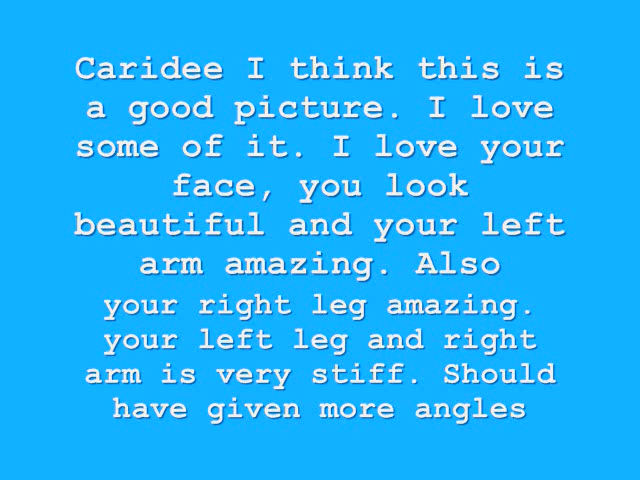 Caridee I think this is
a good picture. I love
some of it. I love your
face, you look
beautiful and your left
arm amazing. Also
your right leg amazing.
your left leg and right
arm is very stiff. Should
have given more angles